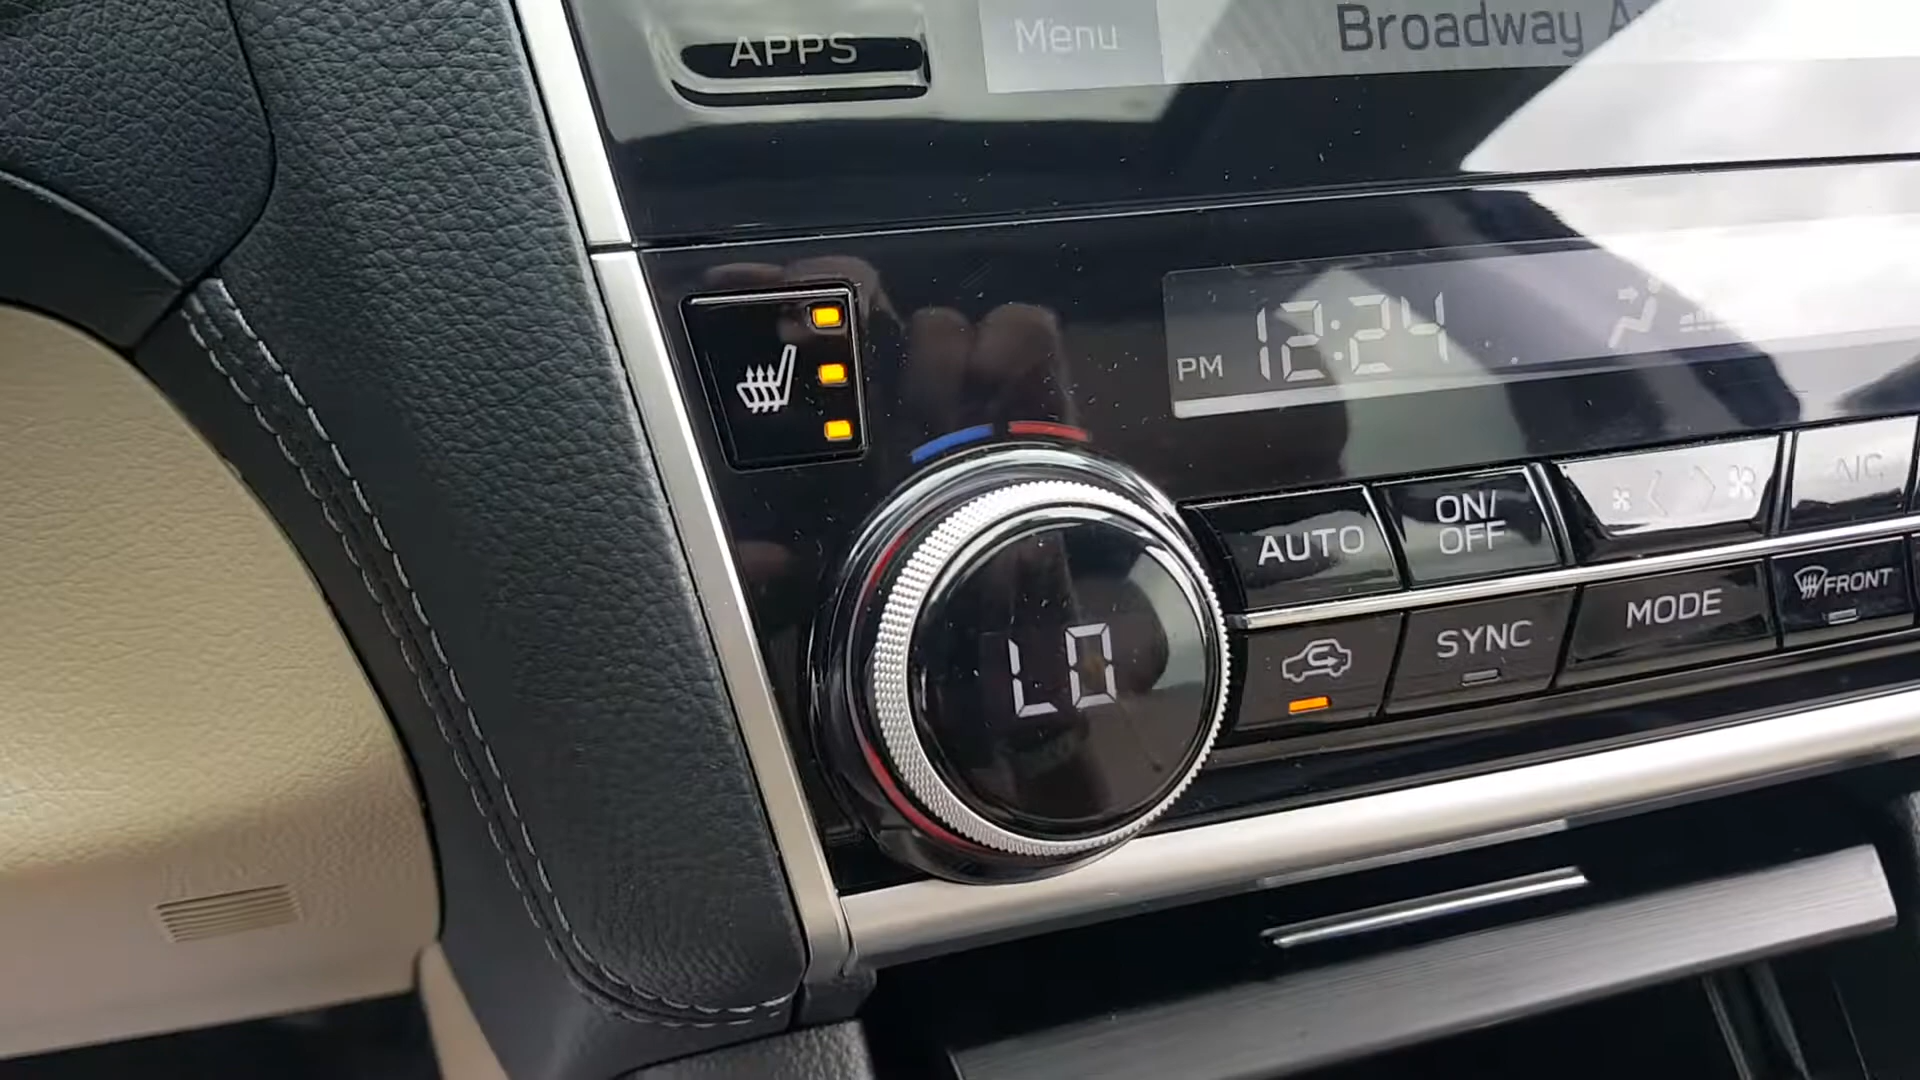 APPS
Menu
Broadway
PM 12:24
AUTO
ON/
OFF
A/C
LO
SYNC
MODE
FRONT